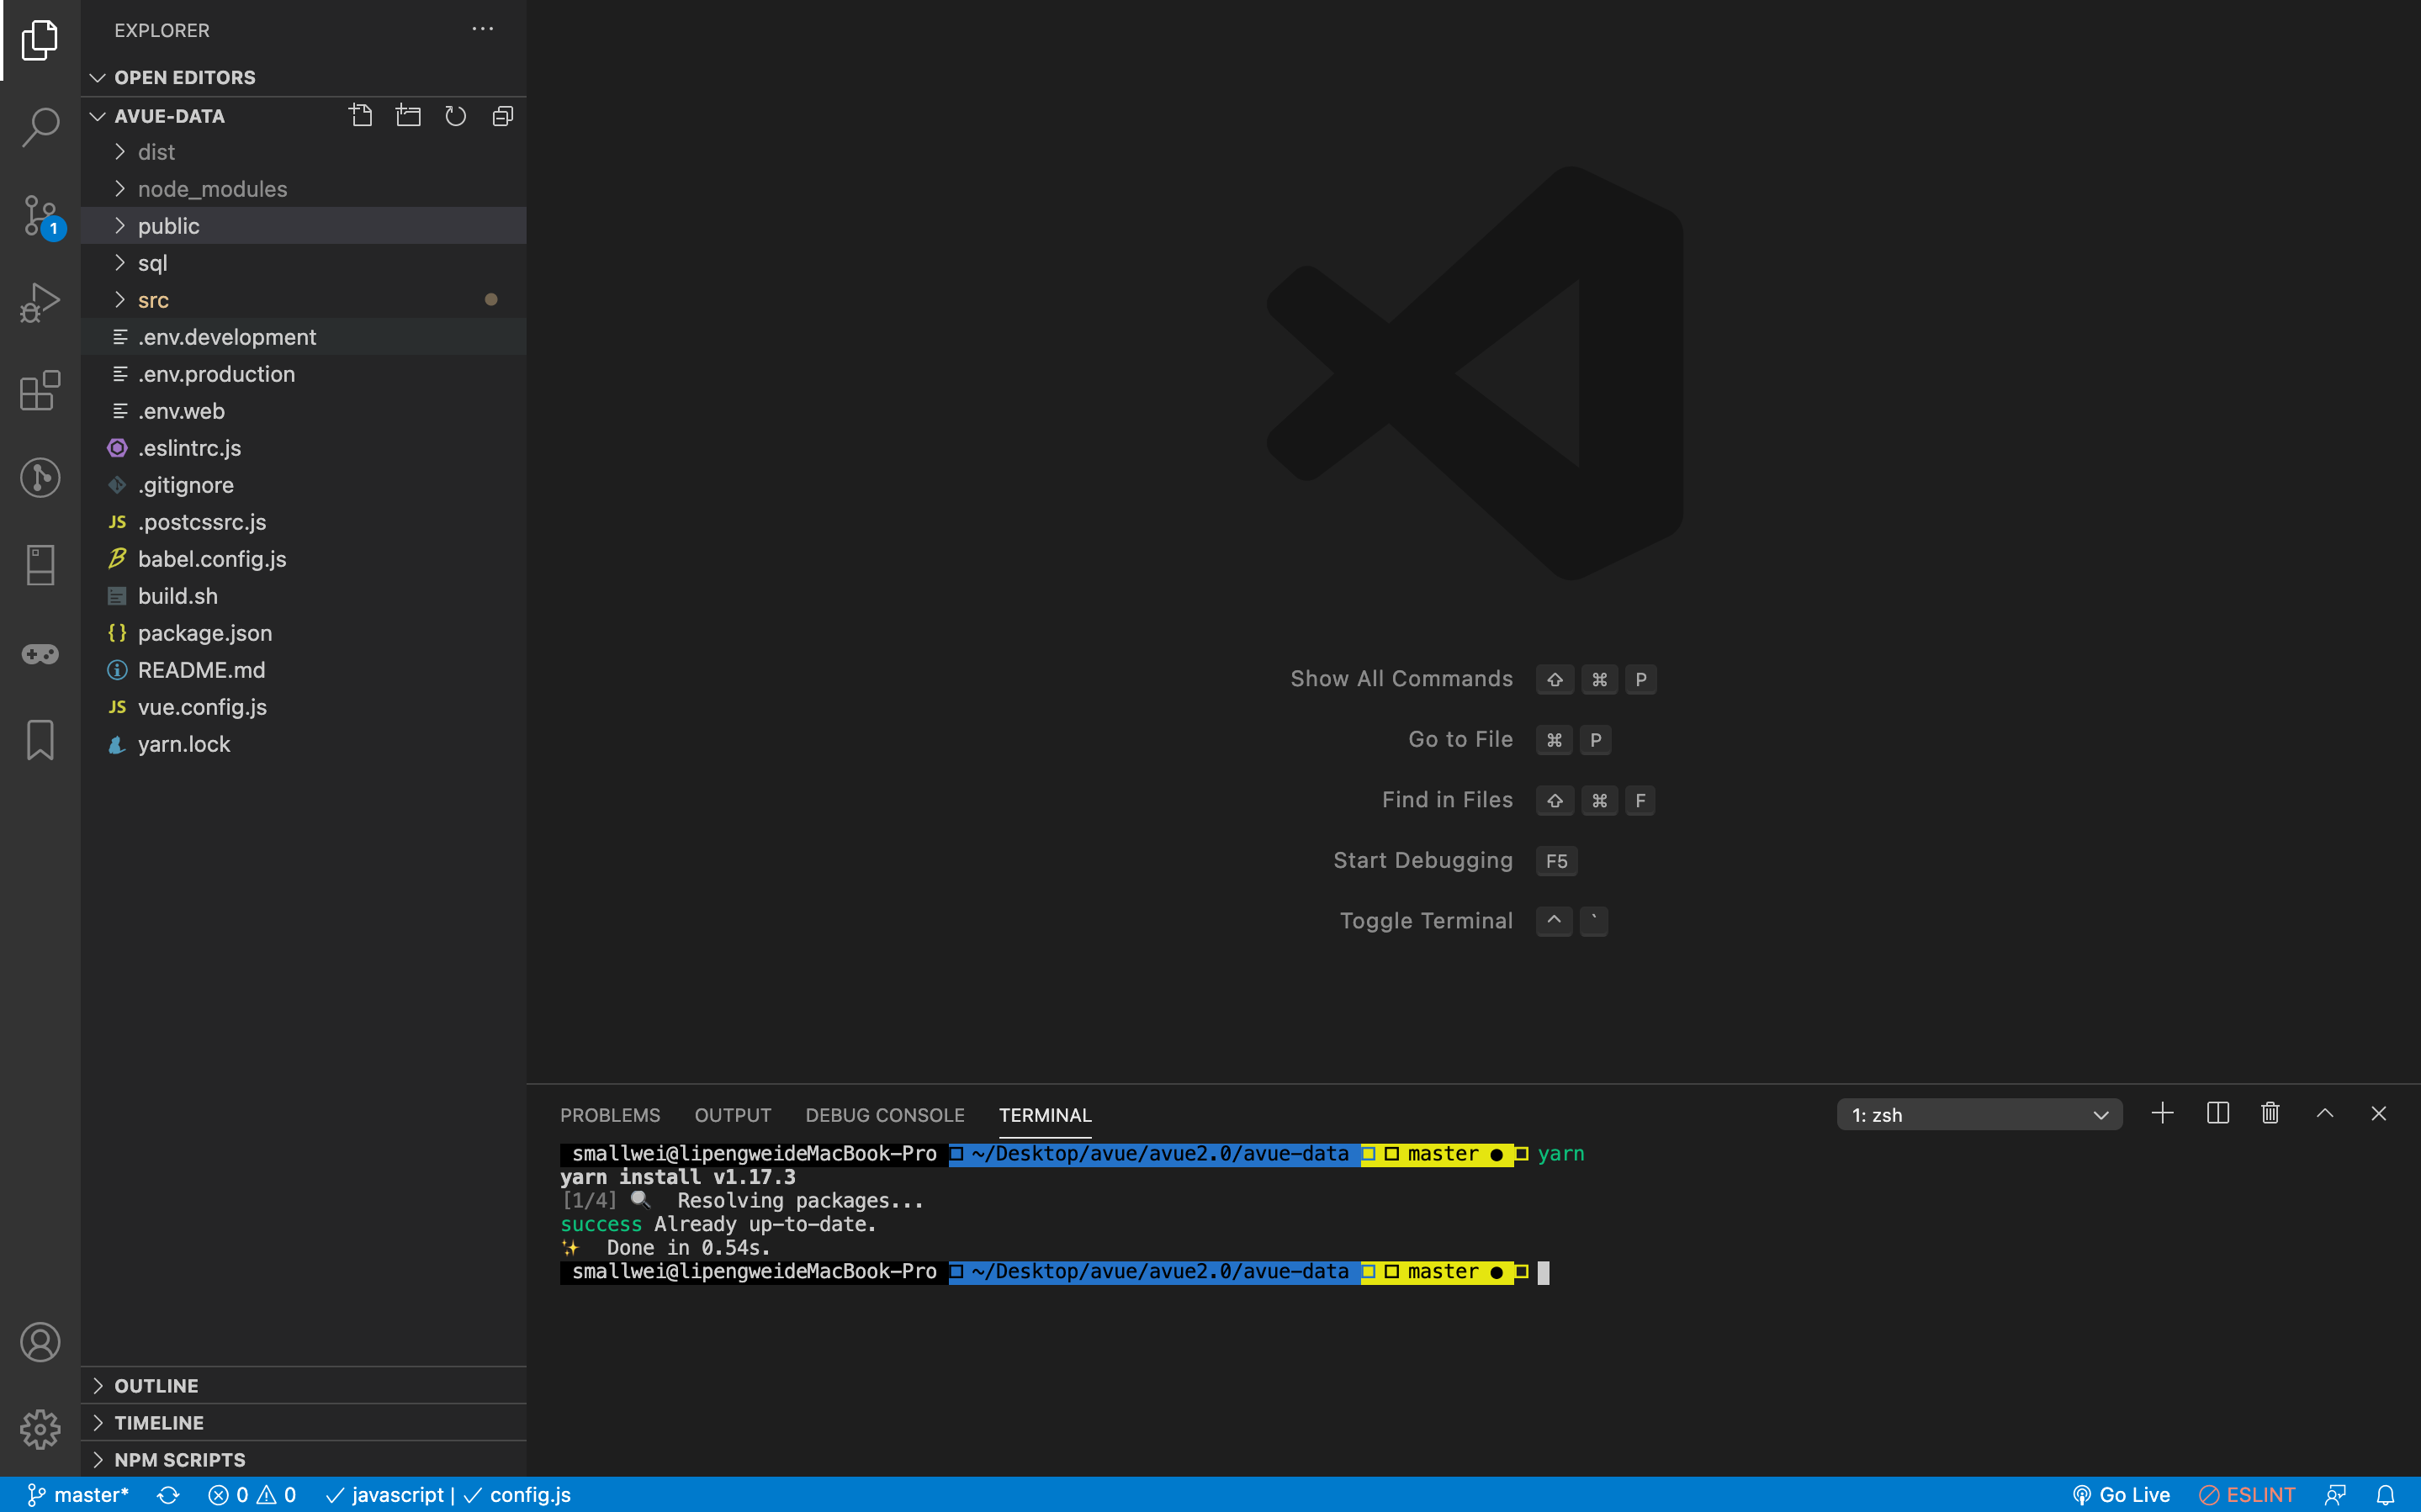 EXPLORER
OPEN EDITORS
AVUE-DATA
dist
node_modules
public
sql
src
.env.development
.env.production
.env.web
.eslintrc.js
.gitignore
JS .postcssrc.js
babel.config.js
build.sh
{} package.json
README.md
JS vue.config.js
yarn.lock
OUTLINE
TIMELINE
NPM SCRIPTS
1
Show All Commands ⇧ ⌘ P
Go to File ⌘ P
Find in Files ⇧ ⌘ F
Start Debugging F5
Toggle Terminal ^ `
PROBLEMS OUTPUT DEBUG CONSOLE TERMINAL 1: zsh
smallwei@lipengweideMacBook-Pro ~/Desktop/avue/avue2.0/avue-data master ● yarn
yarn install v1.17.3
[1/4] 🔍 Resolving packages...
success Already up-to-date.
✨ Done in 0.54s.
smallwei@lipengweideMacBook-Pro ~/Desktop/avue/avue2.0/avue-data master ●
master* 0 0 ✓ javascript | ✓ config.js Go Live ESLINT